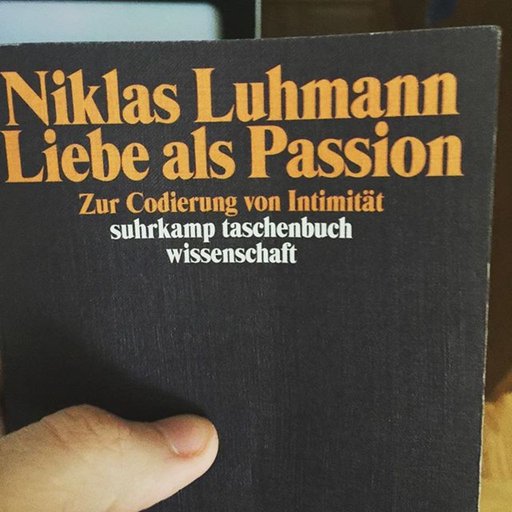 Niklas Luhmann
Liebe als Passion
Zur Codierung von Intimität
suhrkamp taschenbuch
wissenschaft